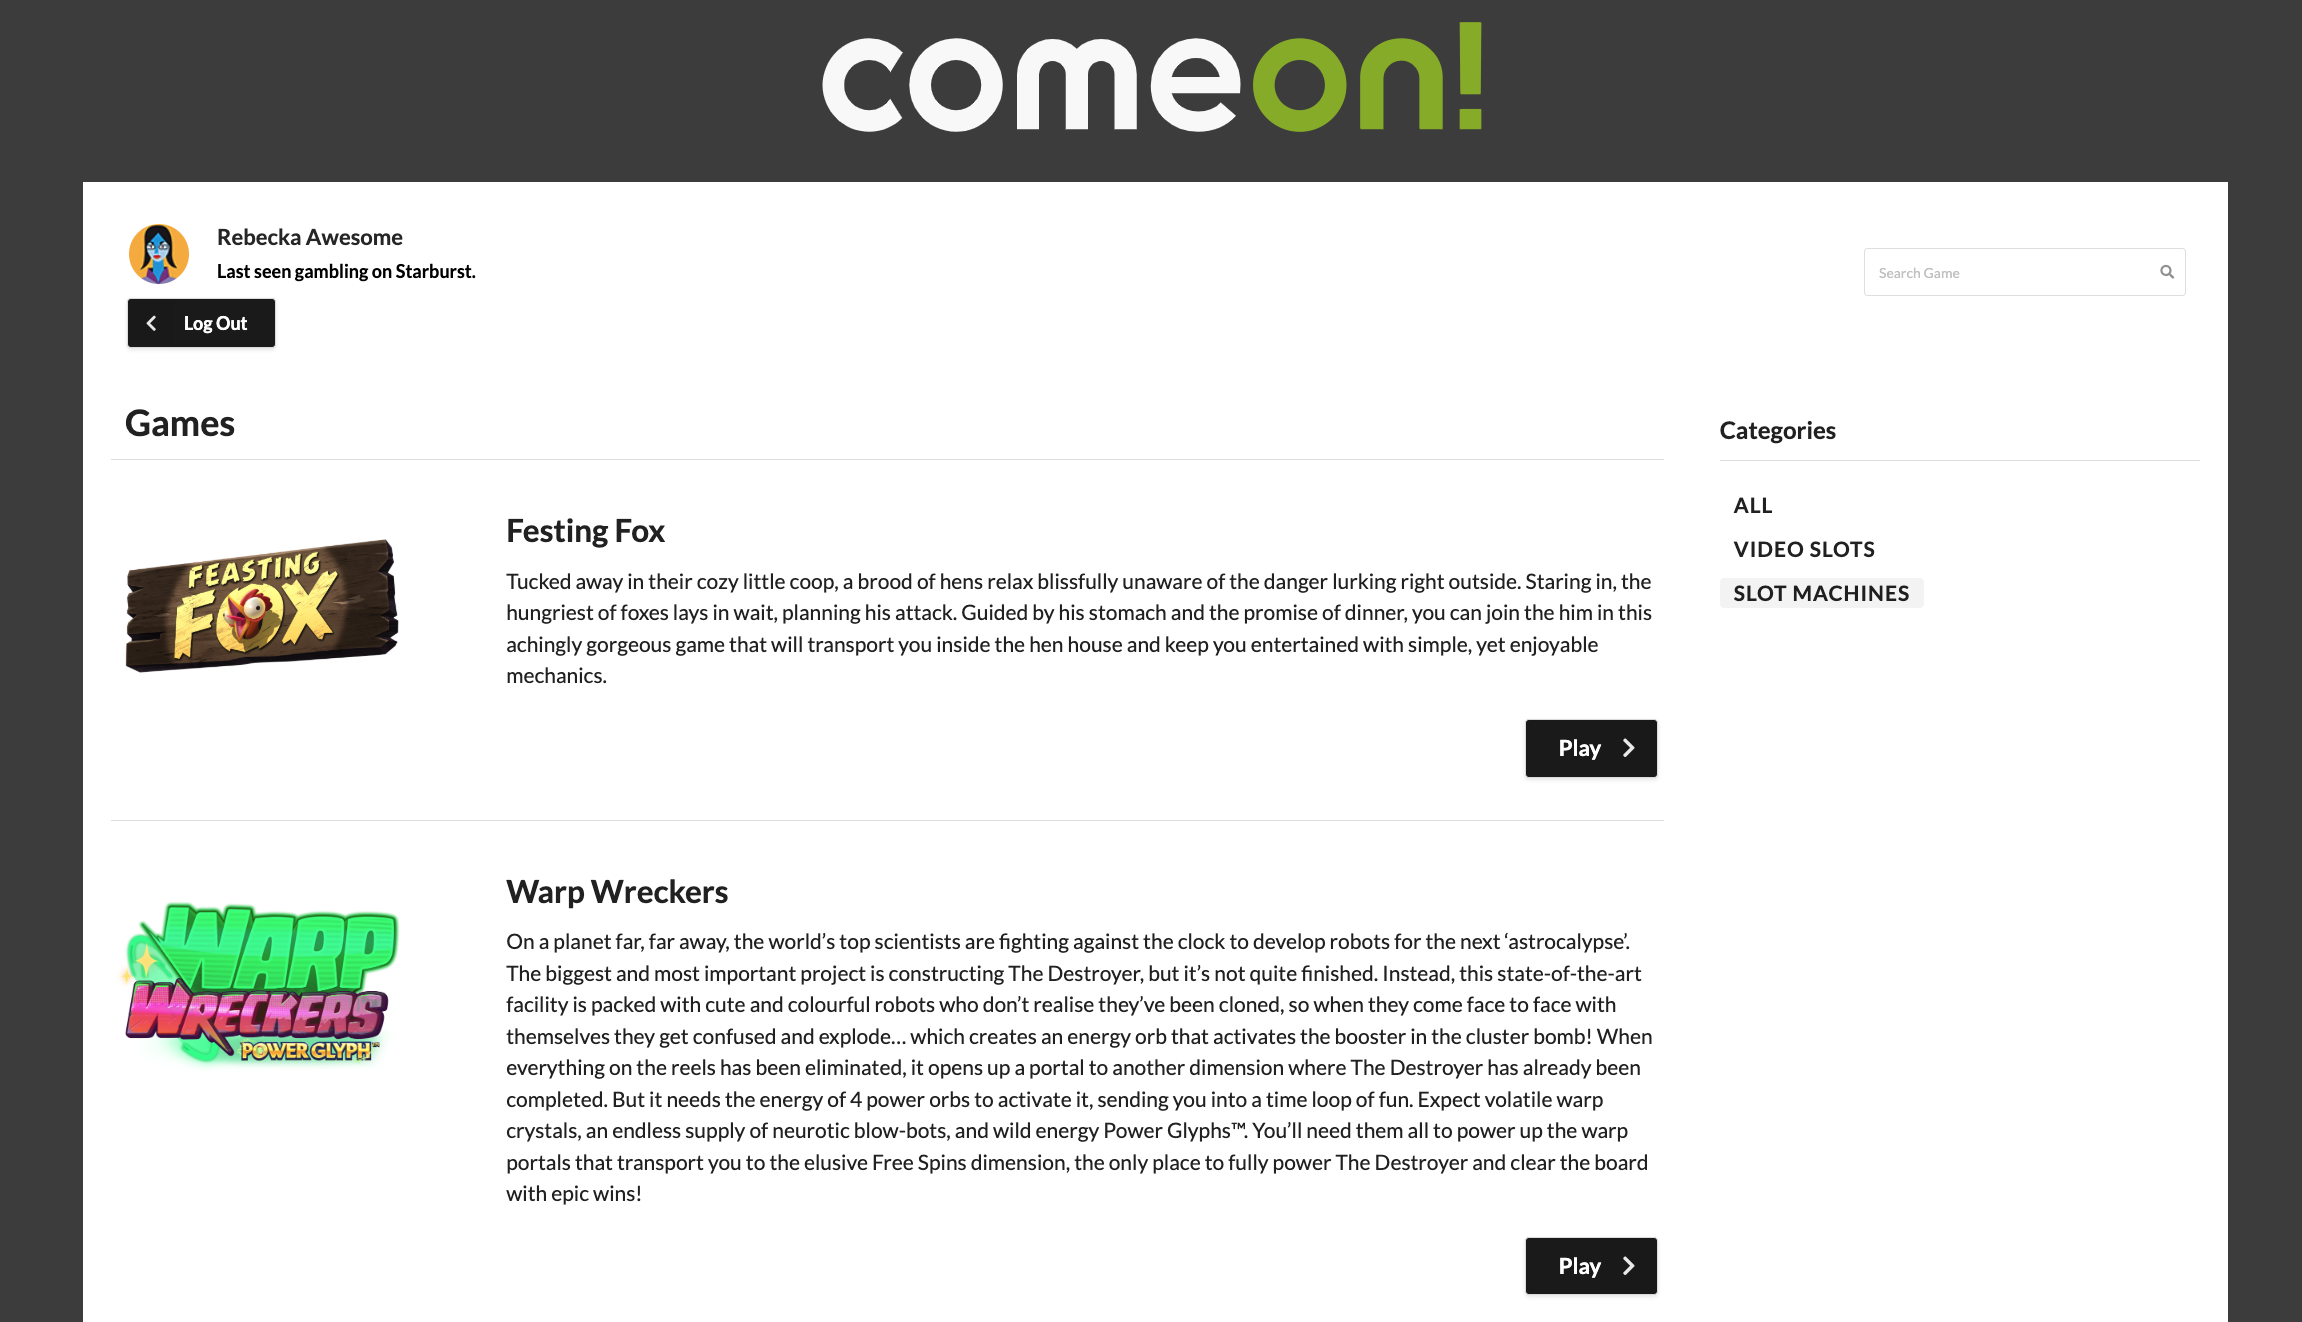 comeon!
Rebecka Awesome
Last seen gambling on Starburst.
Search Game
Log Out
Games
Categories
ALL
VIDEO SLOTS
SLOT MACHINES
FEASTING
FOX
Festing Fox
Tucked away in their cozy little coop, a brood of hens relax blissfully unaware of the danger lurking right outside. Staring in, the
hungriest of foxes lays in wait, planning his attack. Guided by his stomach and the promise of dinner, you can join the him in this
achingly gorgeous game that will transport you inside the hen house and keep you entertained with simple, yet enjoyable
mechanics.
Play
WARP
WRECKERS
POWER GLYPH™
Warp Wreckers
On a planet far, far away, the world’s top scientists are fighting against the clock to develop robots for the next ‘astrocalypse’.
The biggest and most important project is constructing The Destroyer, but it’s not quite finished. Instead, this state-of-the-art
facility is packed with cute and colourful robots who don’t realise they’ve been cloned, so when they come face to face with
themselves they get confused and explode… which creates an energy orb that activates the booster in the cluster bomb! When
everything on the reels has been eliminated, it opens up a portal to another dimension where The Destroyer has already been
completed. But it needs the energy of 4 power orbs to activate it, sending you into a time loop of fun. Expect volatile warp
crystals, an endless supply of neurotic blow-bots, and wild energy Power Glyphs™. You’ll need them all to power up the warp
portals that transport you to the elusive Free Spins dimension, the only place to fully power The Destroyer and clear the board
with epic wins!
Play